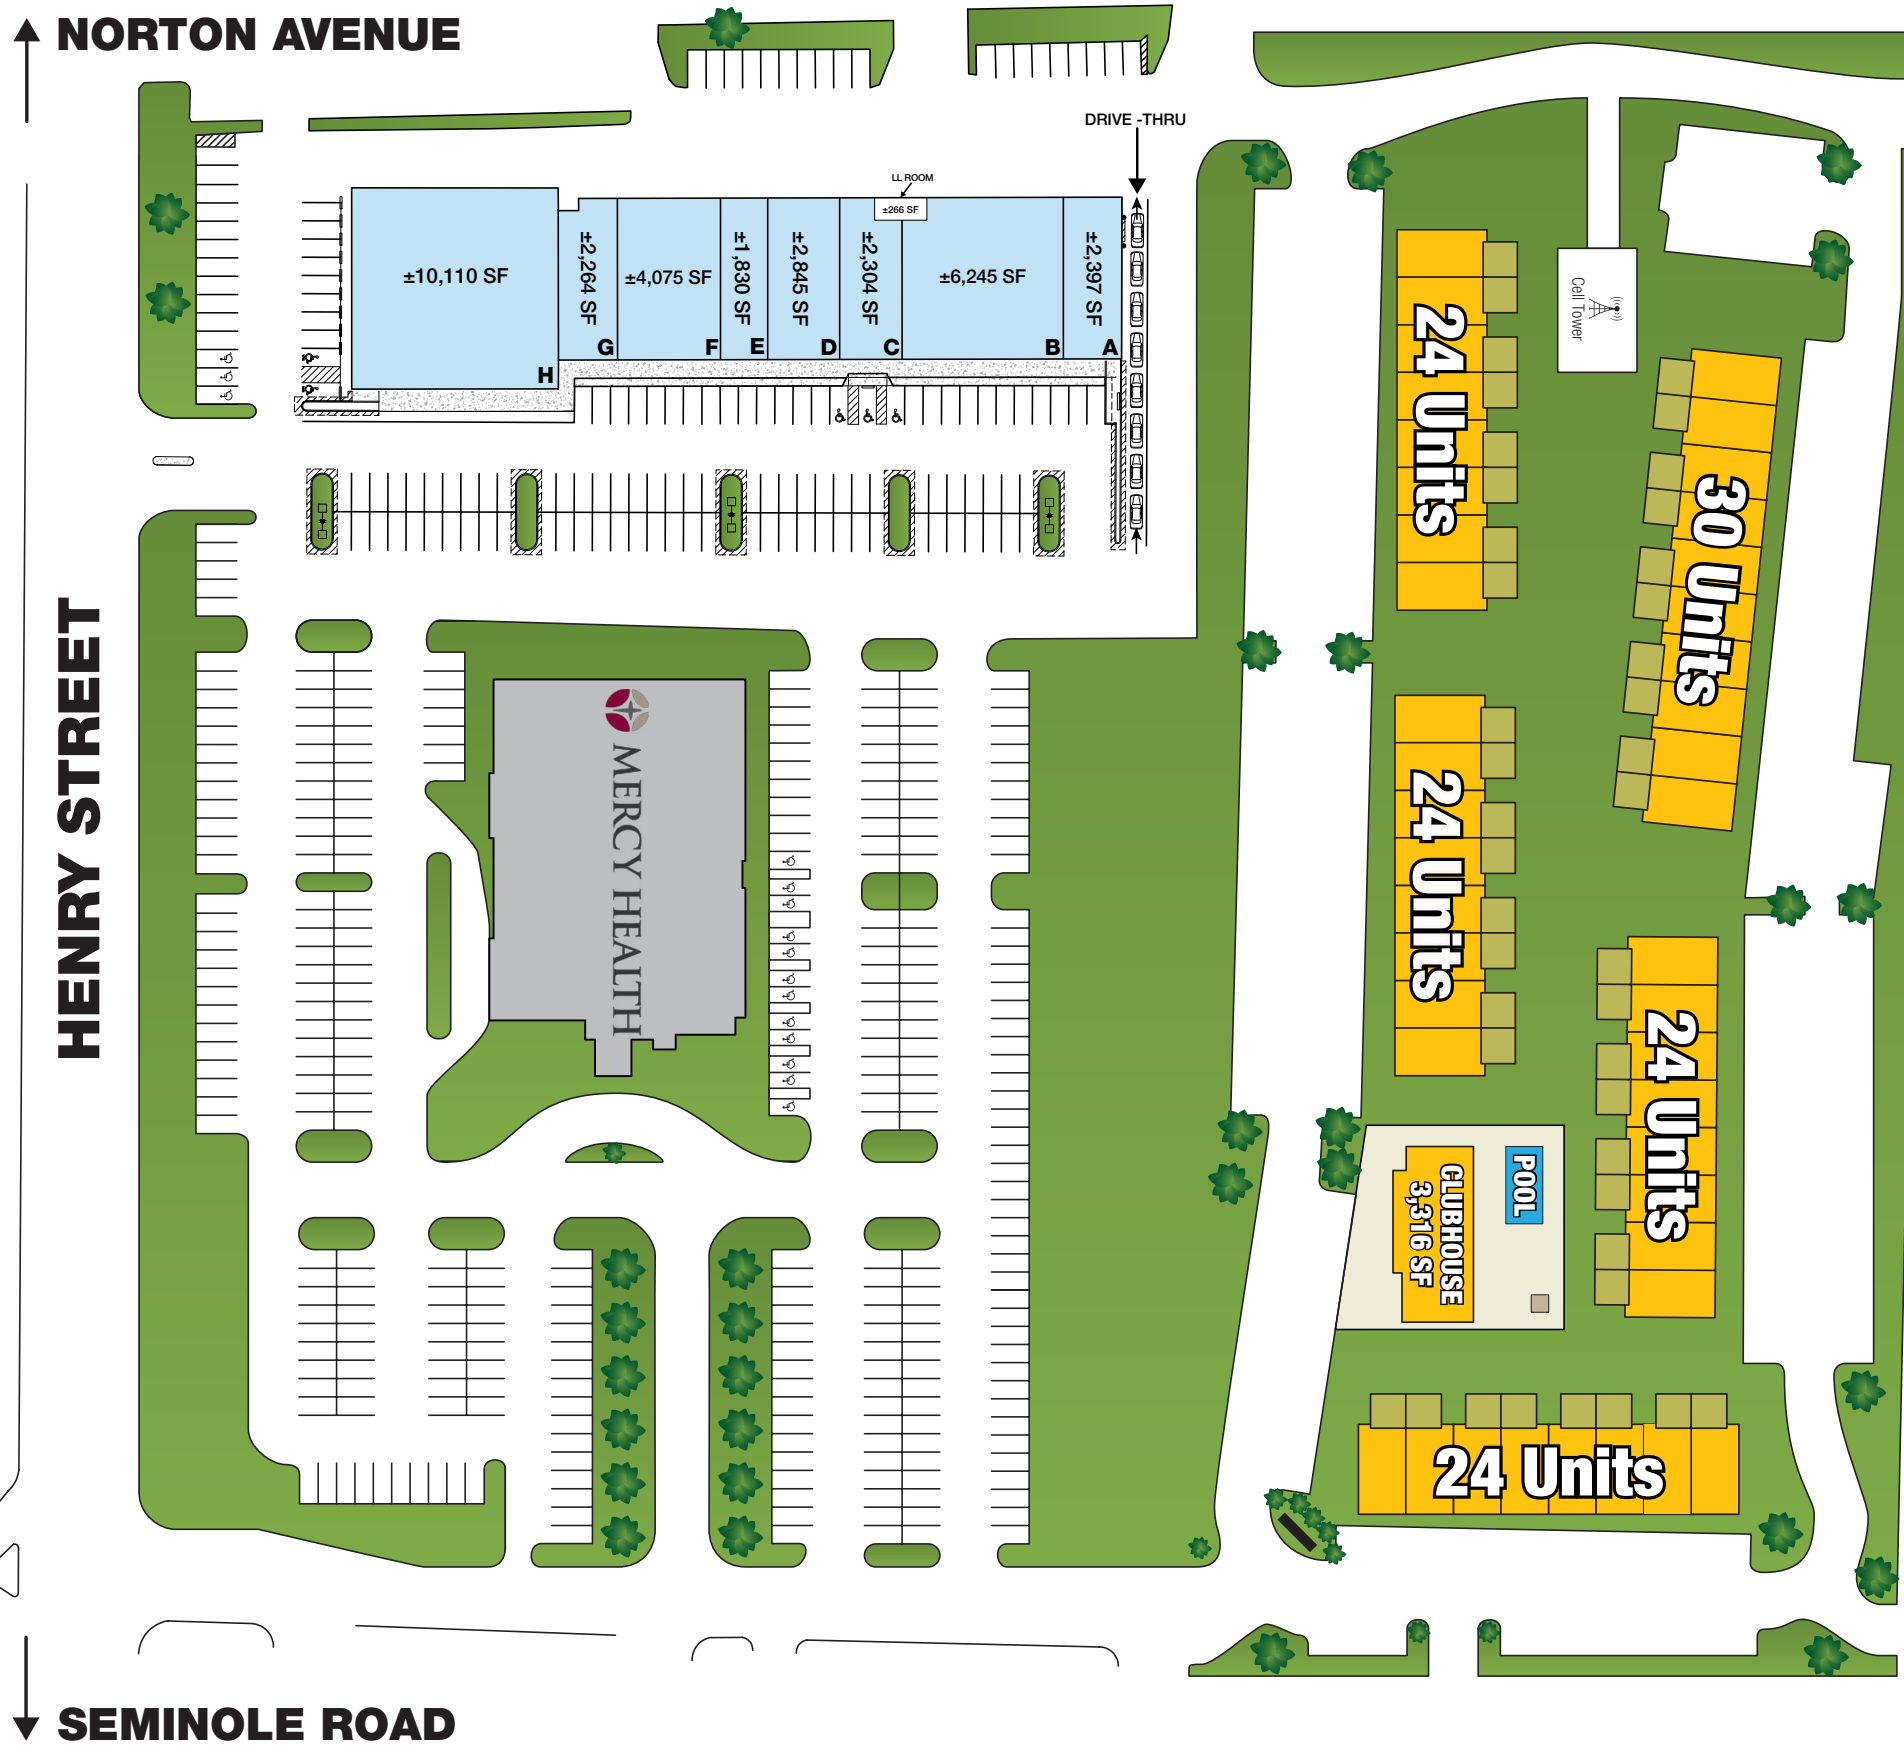 NORTON AVENUE
DRIVE -THRU
LL ROOM
±266 SF
±10,110 SF
±2,264 SF
±4,075 SF
±1,830 SF
±2,845 SF
±2,304 SF
±6,245 SF
±2,397 SF
H
G
F
E
D
C
B
A
HENRY STREET
MERCY HEALTH
24 Units
Cell Tower
30 Units
24 Units
24 Units
CLUBHOUSE
3,316 SF
POOL
24 Units
SEMINOLE ROAD